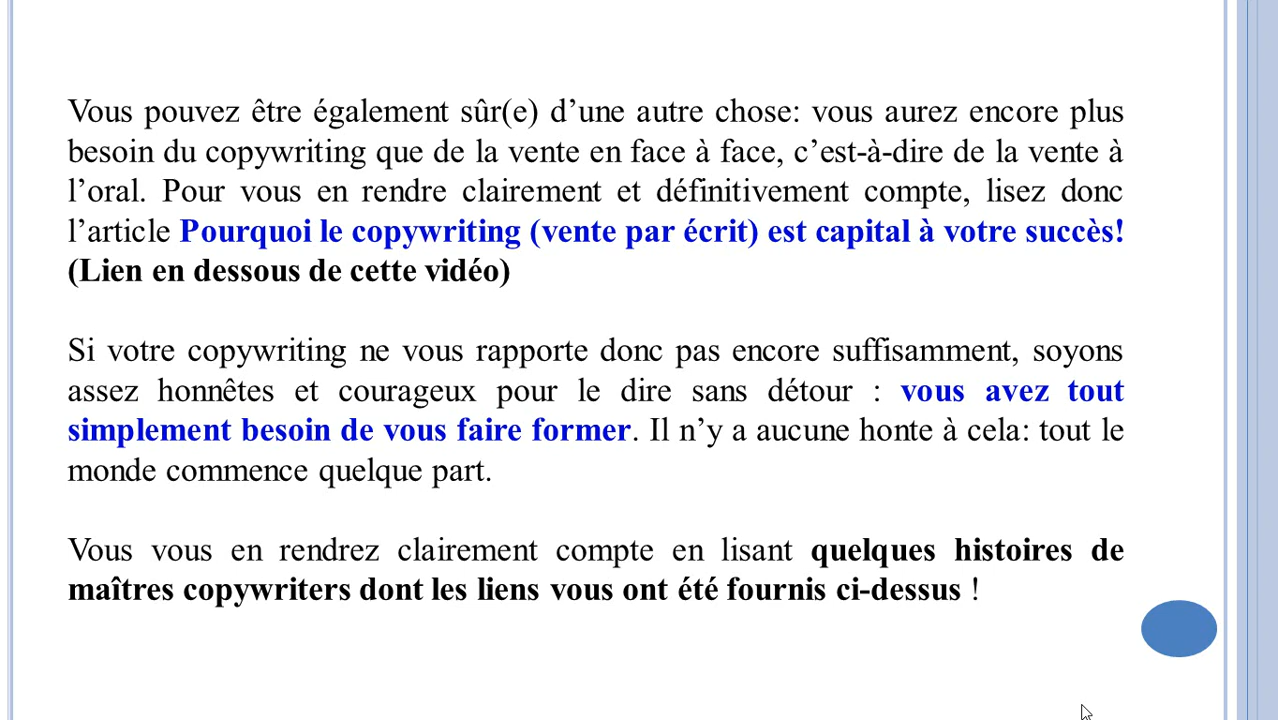 Vous pouvez être également sûr(e) d’une autre chose: vous aurez encore plus
besoin du copywriting que de la vente en face à face, c’est-à-dire de la vente à
l’oral. Pour vous en rendre clairement et définitivement compte, lisez donc
l’article Pourquoi le copywriting (vente par écrit) est capital à votre succès!
(Lien en dessous de cette vidéo)
Si votre copywriting ne vous rapporte donc pas encore suffisamment, soyons
assez honnêtes et courageux pour le dire sans détour : vous avez tout
simplement besoin de vous faire former. Il n’y a aucune honte à cela: tout le
monde commence quelque part.
Vous vous en rendrez clairement compte en lisant quelques histoires de
maîtres copywriters dont les liens vous ont été fournis ci-dessus !